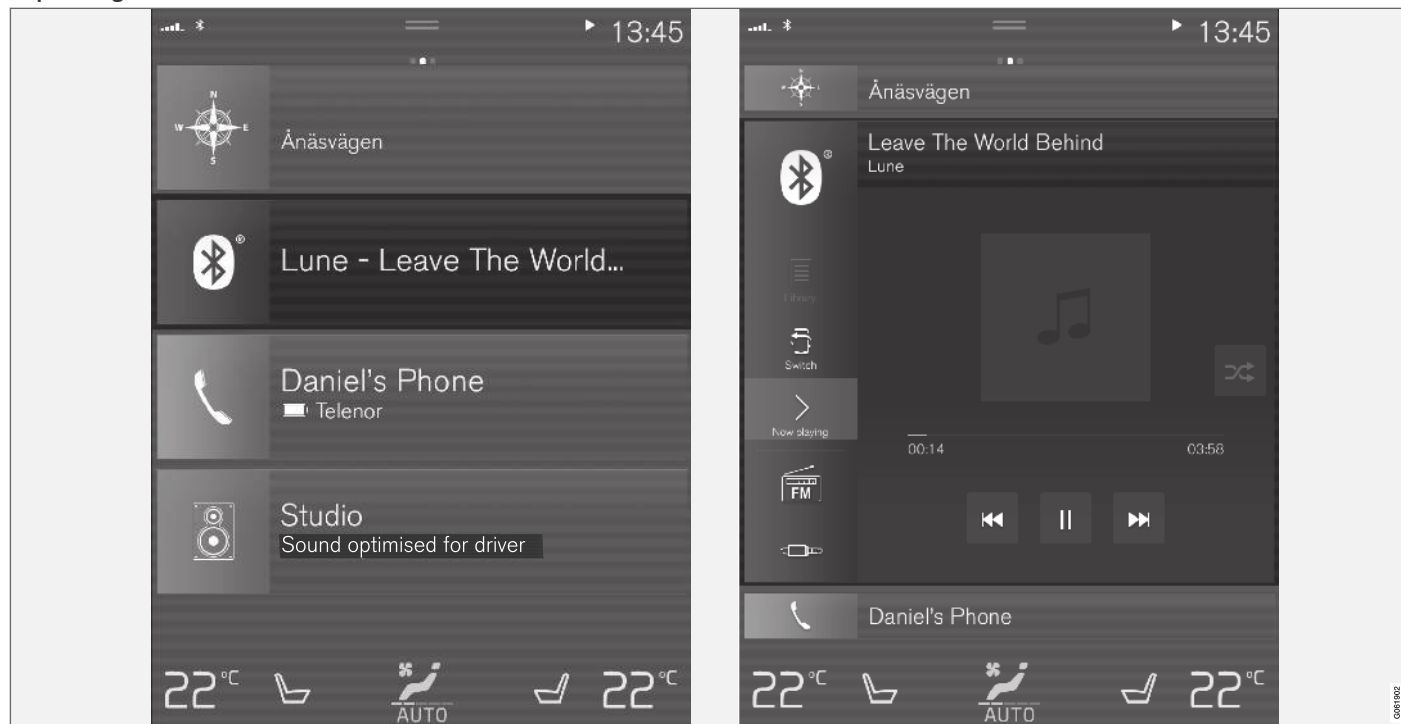 13:45
N
W E
S
Ånäsvägen
®
Lune - Leave The World...
Daniel's Phone
Telenor
Studio
Sound optimised for driver
22°C
AUTO
22°C
13:45
Ånäsvägen
®
Leave The World Behind
Lune
Library
Switch
Now playing
00:14
03:58
FM
Daniel's Phone
22°C
AUTO
22°C
G061902